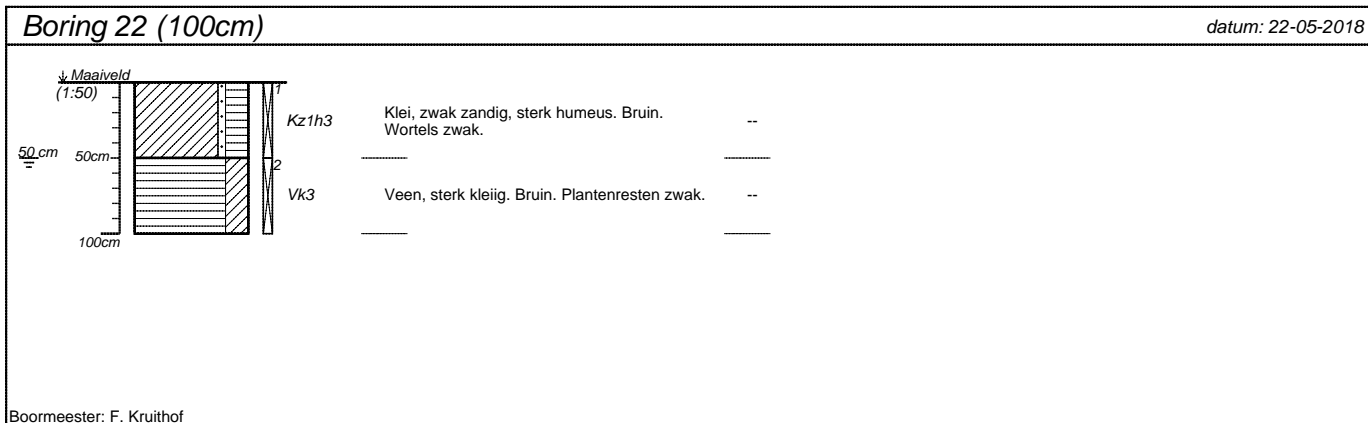 Boring 22 (100cm)
datum: 22-05-2018
Maaiveld
(1:50)
1
Kz1h3
Klei, zwak zandig, sterk humeus. Bruin.
Wortels zwak.
--
50 cm
50cm
2
Vk3
Veen, sterk kleiig. Bruin. Plantenresten zwak.
--
100cm
Boormeester: F. Kruithof